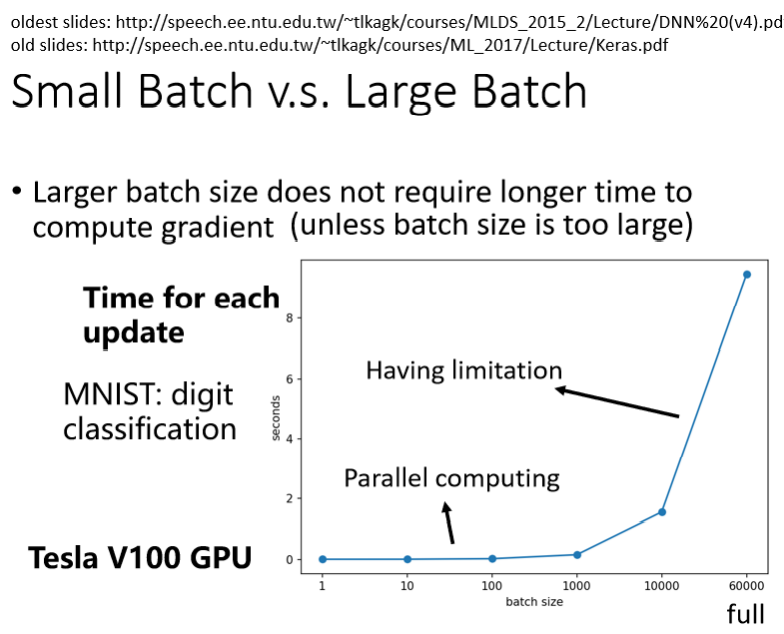 oldest slides: http://speech.ee.ntu.edu.tw/~tlkagk/courses/MLDS_2015_2/Lecture/DNN%20(v4).pd
old slides: http://speech.ee.ntu.edu.tw/~tlkagk/courses/ML_2017/Lecture/Keras.pdf
Small Batch v.s. Large Batch
• Larger batch size does not require longer time to
compute gradient (unless batch size is too large)
Time for each
update
MNIST: digit
classification
Tesla V100 GPU
seconds
8
6
4
2
0
Having limitation
Parallel computing
1 10 100 1000 10000 60000
batch size
full